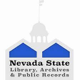 Nevada State
Library, Archives
& Public Records